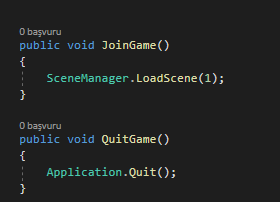 0 başvuru
public void JoinGame()
{
SceneManager.LoadScene(1);
}
0 başvuru
public void QuitGame()
{
Application.Quit();
}